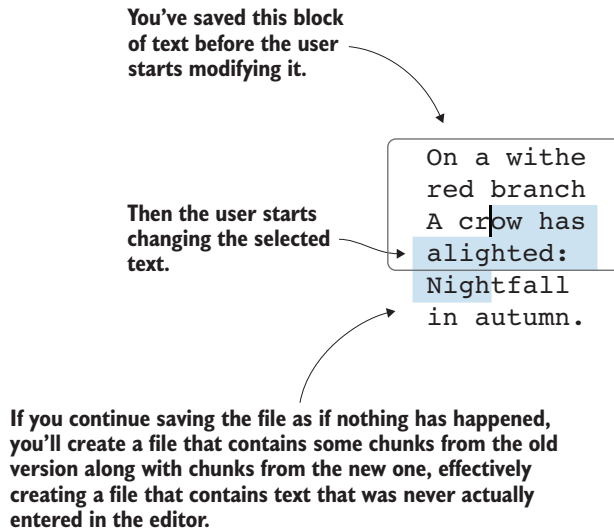 You've saved this block
of text before the user
starts modifying it.
On a withe
red branch
A crow has
alighted:
Nightfall
in autumn.
Then the user starts
changing the selected
text.
If you continue saving the file as if nothing has happened,
you'll create a file that contains some chunks from the old
version along with chunks from the new one, effectively
creating a file that contains text that was never actually
entered in the editor.